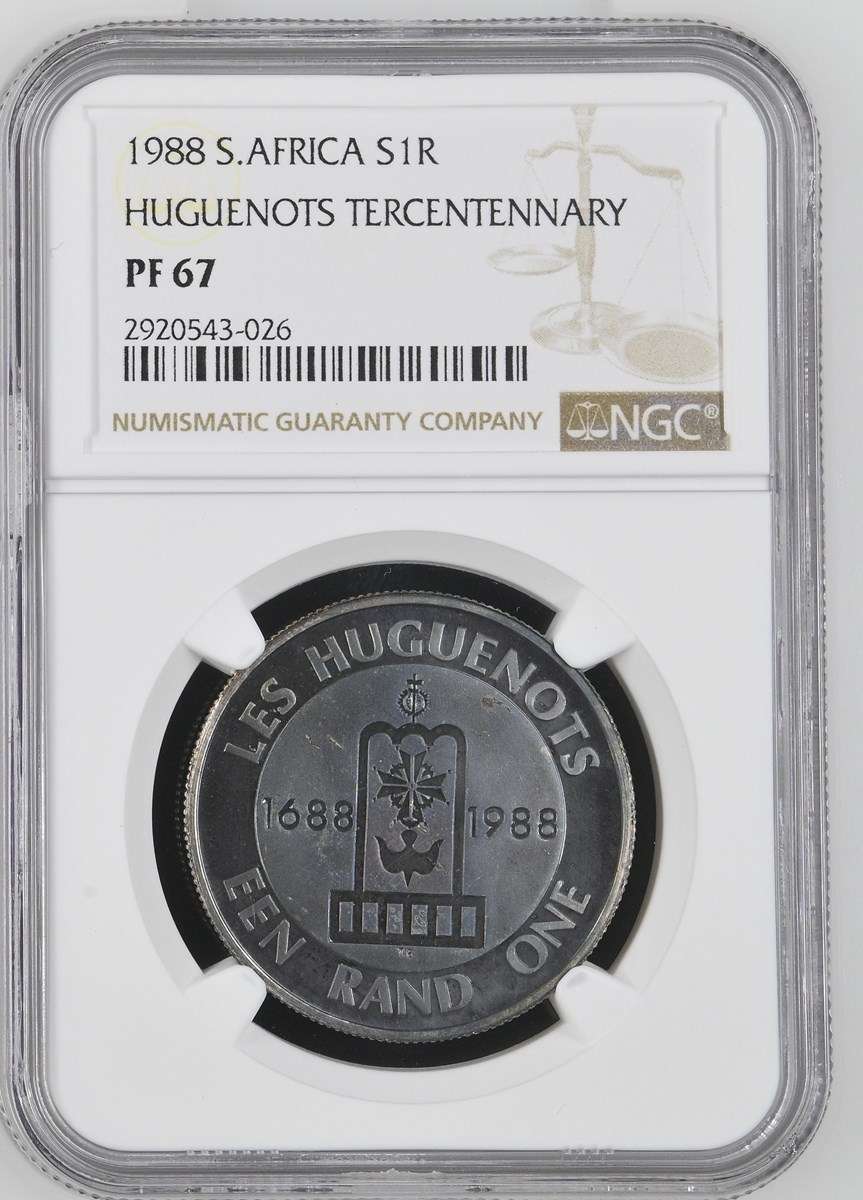 1988 S.AFRICA S1R
HUGUENOTS TERCENTENNARY
PF 67
2920543-026
NUMISMATIC GUARANTY COMPANY
NGC®
LES HUGUENOTS
1688 1988
EEN RAND ONE